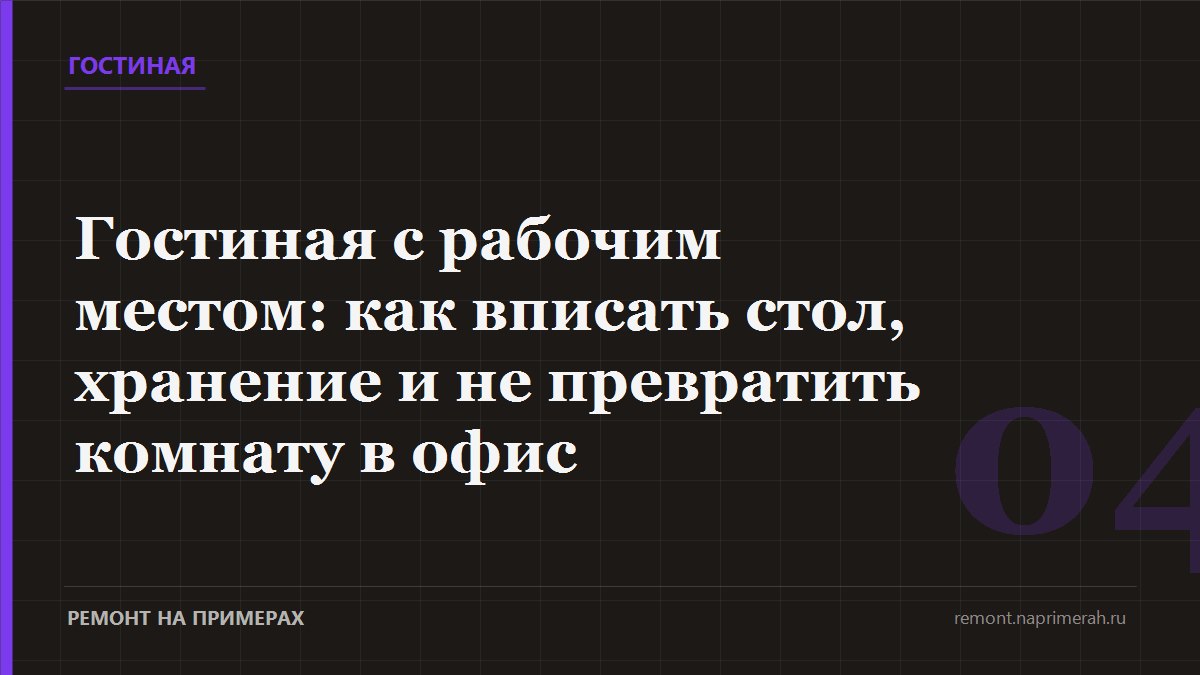 ГОСТИНАЯ
Гостиная с рабочим
местом: как вписать стол,
хранение и не превратить
комнату в офис
04
РЕМОНТ НА ПРИМЕРАХ
remont.naprimerah.ru